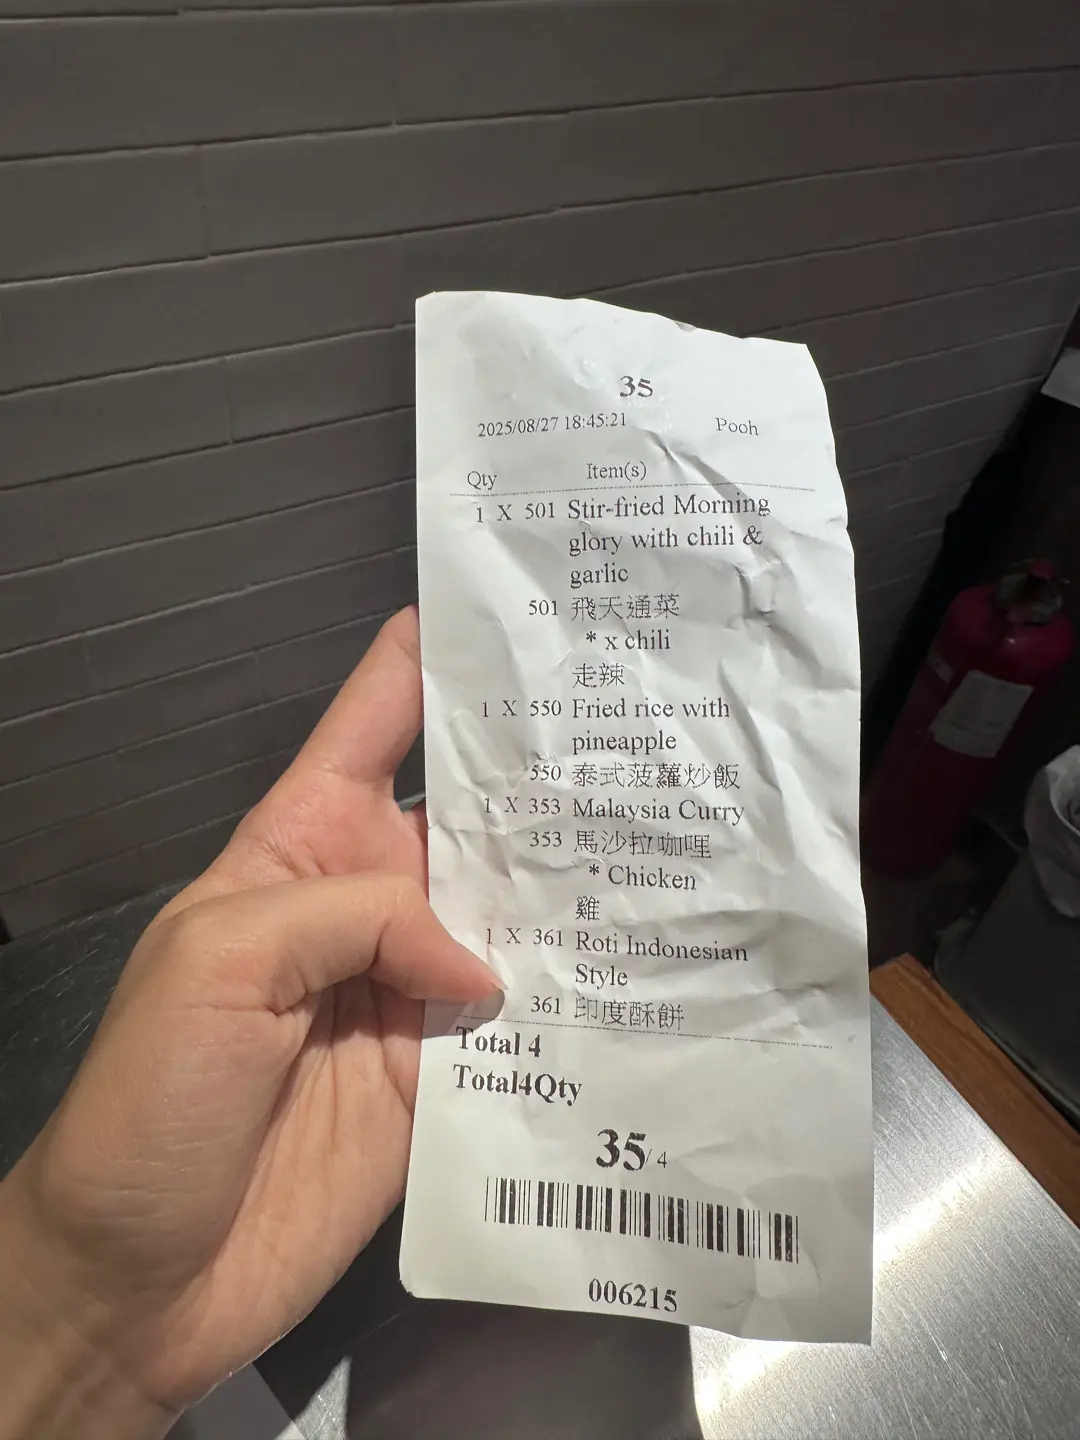 35
2025/08/27 18:45:21 Pooh
Qty Item(s)
1 X 501 Stir-fried Morning
glory with chili &
garlic
501 飛天通菜
* x chili
走辣
1 X 550 Fried rice with
pineapple
550 泰式菠蘿炒飯
1 X 353 Malaysia Curry
353 馬沙拉咖哩
* Chicken
雞
1 X 361 Roti Indonesian
Style
361 印度酥餅
Total 4
Total4Qty
35/4
006215